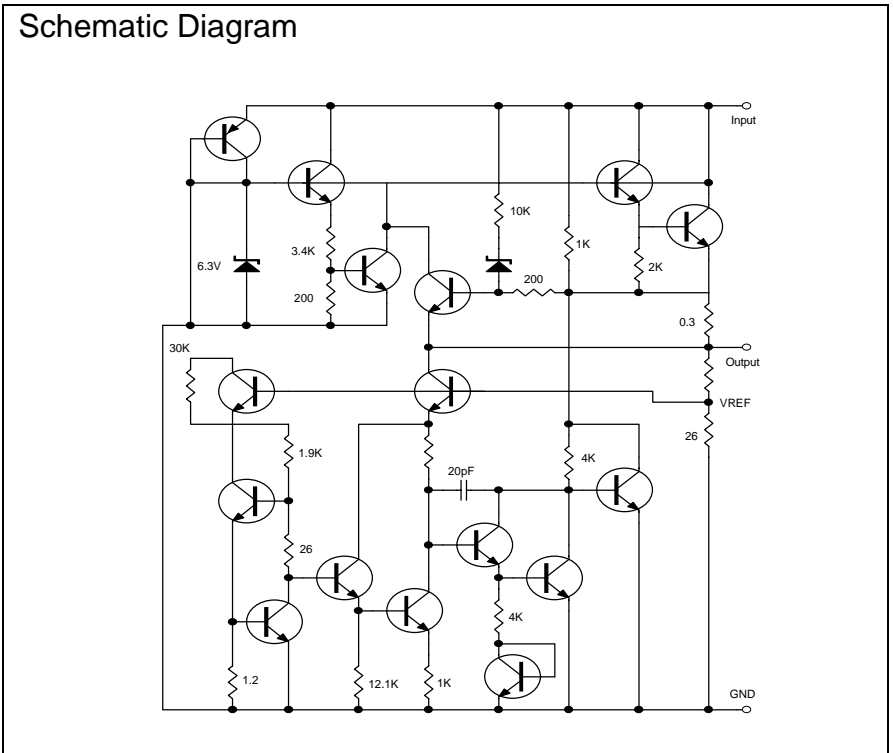 Schematic Diagram
Input
10K
3.4K
1K
6.3V
2K
200
200
0.3
30K
Output
VREF
26
1.9K
4K
20pF
26
4K
1.2
12.1K
1K
GND